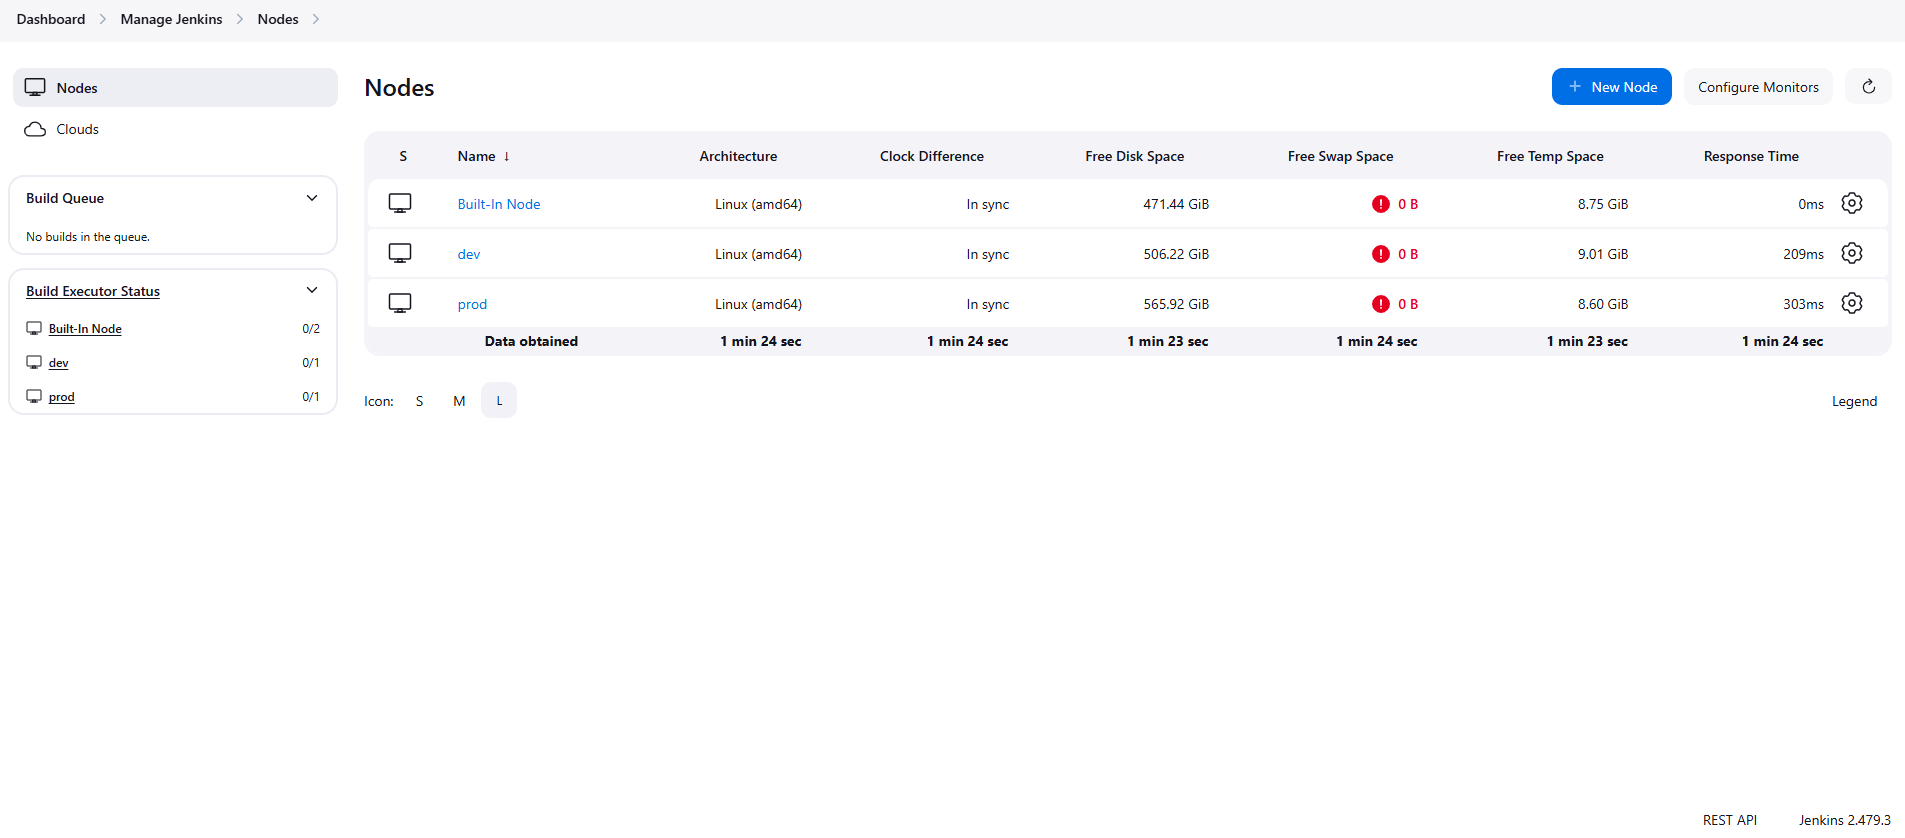 Dashboard Manage Jenkins Nodes
Nodes
Clouds
Build Queue
No builds in the queue.
Build Executor Status
Built-In Node 0/2
dev 0/1
prod 0/1
Nodes
+ New Node Configure Monitors
S Name ↓ Architecture Clock Difference Free Disk Space Free Swap Space Free Temp Space Response Time
Built-In Node Linux (amd64) In sync 471.44 GiB ! 0 B 8.75 GiB 0ms
dev Linux (amd64) In sync 506.22 GiB ! 0 B 9.01 GiB 209ms
prod Linux (amd64) In sync 565.92 GiB ! 0 B 8.60 GiB 303ms
Data obtained 1 min 24 sec 1 min 24 sec 1 min 23 sec 1 min 24 sec 1 min 23 sec 1 min 24 sec
Icon: S M L Legend
REST API Jenkins 2.479.3